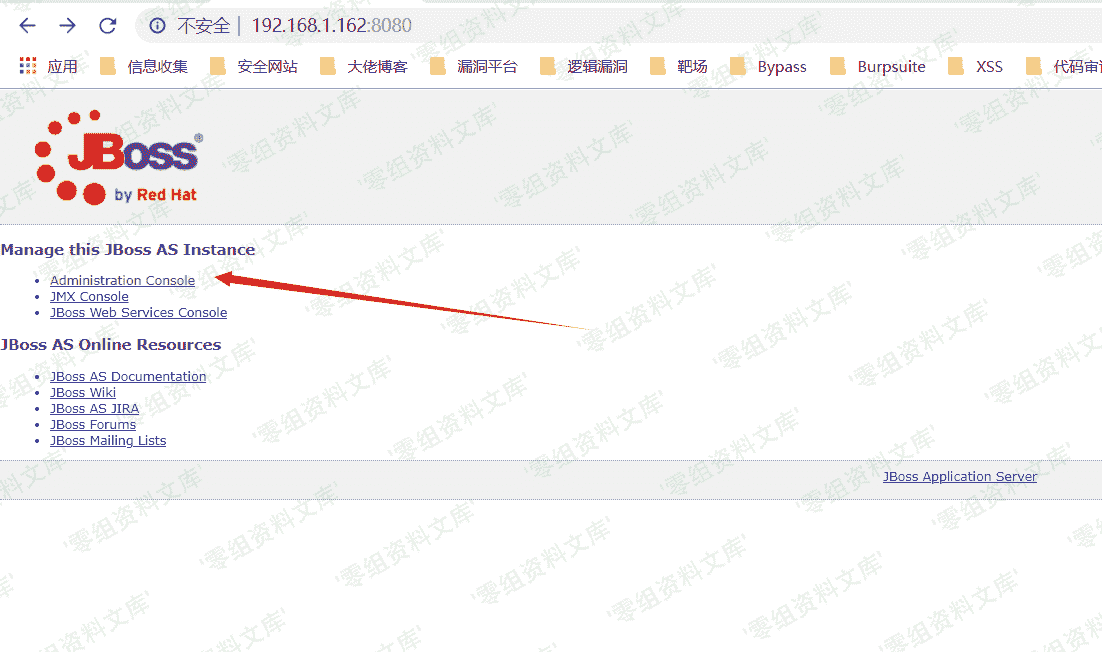 不安全 | 192.168.1.162:8080
应用 信息收集 安全网站 大佬博客 漏洞平台 逻辑漏洞 靶场 Bypass Burpsuite XSS 代码审
JBoss®
by Red Hat
Manage this JBoss AS Instance
Administration Console
JMX Console
JBoss Web Services Console
JBoss AS Online Resources
JBoss AS Documentation
JBoss Wiki
JBoss AS JIRA
JBoss Forums
JBoss Mailing Lists
JBoss Application Server
'零组资料文库'